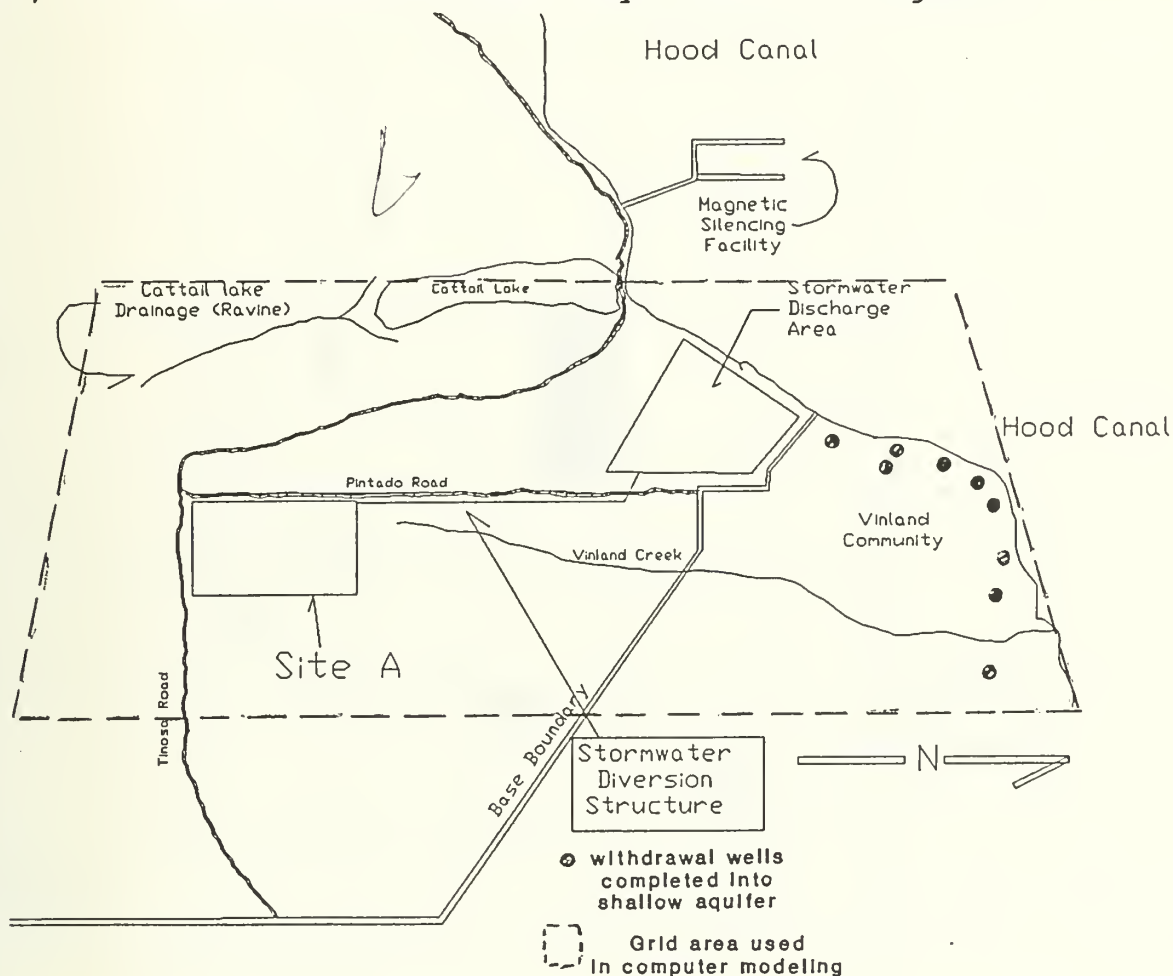 Hood Canal
Magnetic
Silencing
Facility
Cattail lake
Drainage (Ravine)
Cattail Lake
Stormwater
Discharge
Area
Hood Canal
Pintado Road
Vinland
Community
Vinland Creek
Site A
Tinosa Road
Base Boundary
Stormwater
Diversion
Structure
N
withdrawal wells
completed into
shallow aquifer
Grid area used
in computer modeling